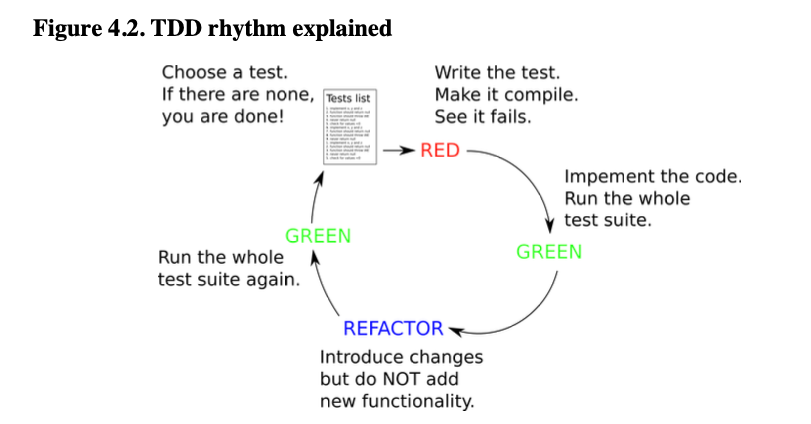 Figure 4.2. TDD rhythm explained
Choose a test.
If there are none,
you are done!
Tests list
Write the test.
Make it compile.
See it fails.
RED
Impement the code.
Run the whole
test suite.
GREEN
GREEN
Run the whole
test suite again.
REFACTOR
Introduce changes
but do NOT add
new functionality.